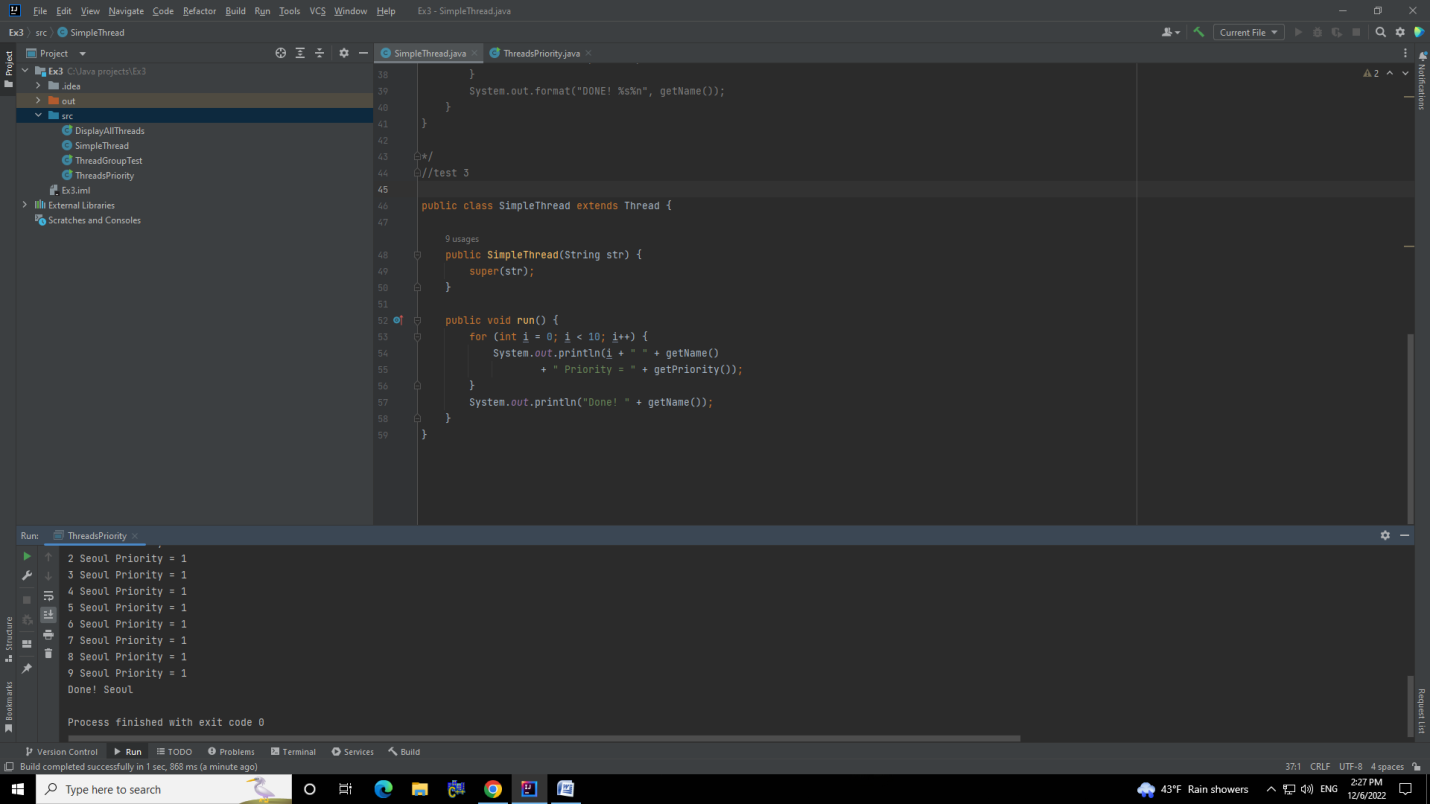 File Edit View Navigate Code Refactor Build Run Tools VCS Window Help Ex3 - SimpleThread.java
Ex3 src SimpleThread Current File
Project SimpleThread.java ThreadsPriority.java
Project
Notifications
Ex3 C:\Java projects\Ex3
.idea
out
src
DisplayAllThreads
SimpleThread
ThreadGroupTest
ThreadsPriority
Ex3.iml
External Libraries
Scratches and Consoles
2
38 }
39 System.out.format("DONE! %s%n", getName());
40 }
41 }
42
43 */
44 //test 3
45
46 public class SimpleThread extends Thread {
47
9 usages
48 public SimpleThread(String str) {
49 super(str);
50 }
51
52 public void run() {
53 for (int i = 0; i < 10; i++) {
54 System.out.println(i + " " + getName()
55 + " Priority = " + getPriority());
56 }
57 System.out.println("Done! " + getName());
58 }
59 }
Run: ThreadsPriority
2 Seoul Priority = 1
3 Seoul Priority = 1
4 Seoul Priority = 1
5 Seoul Priority = 1
6 Seoul Priority = 1
7 Seoul Priority = 1
8 Seoul Priority = 1
9 Seoul Priority = 1
Done! Seoul
Process finished with exit code 0
Structure
Bookmarks
Request List
Version Control Run TODO Problems Terminal Services Build
Build completed successfully in 1 sec, 868 ms (a minute ago) 37:1 CRLF UTF-8 4 spaces
Type here to search 43°F Rain showers ENG 2:27 PM
12/6/2022